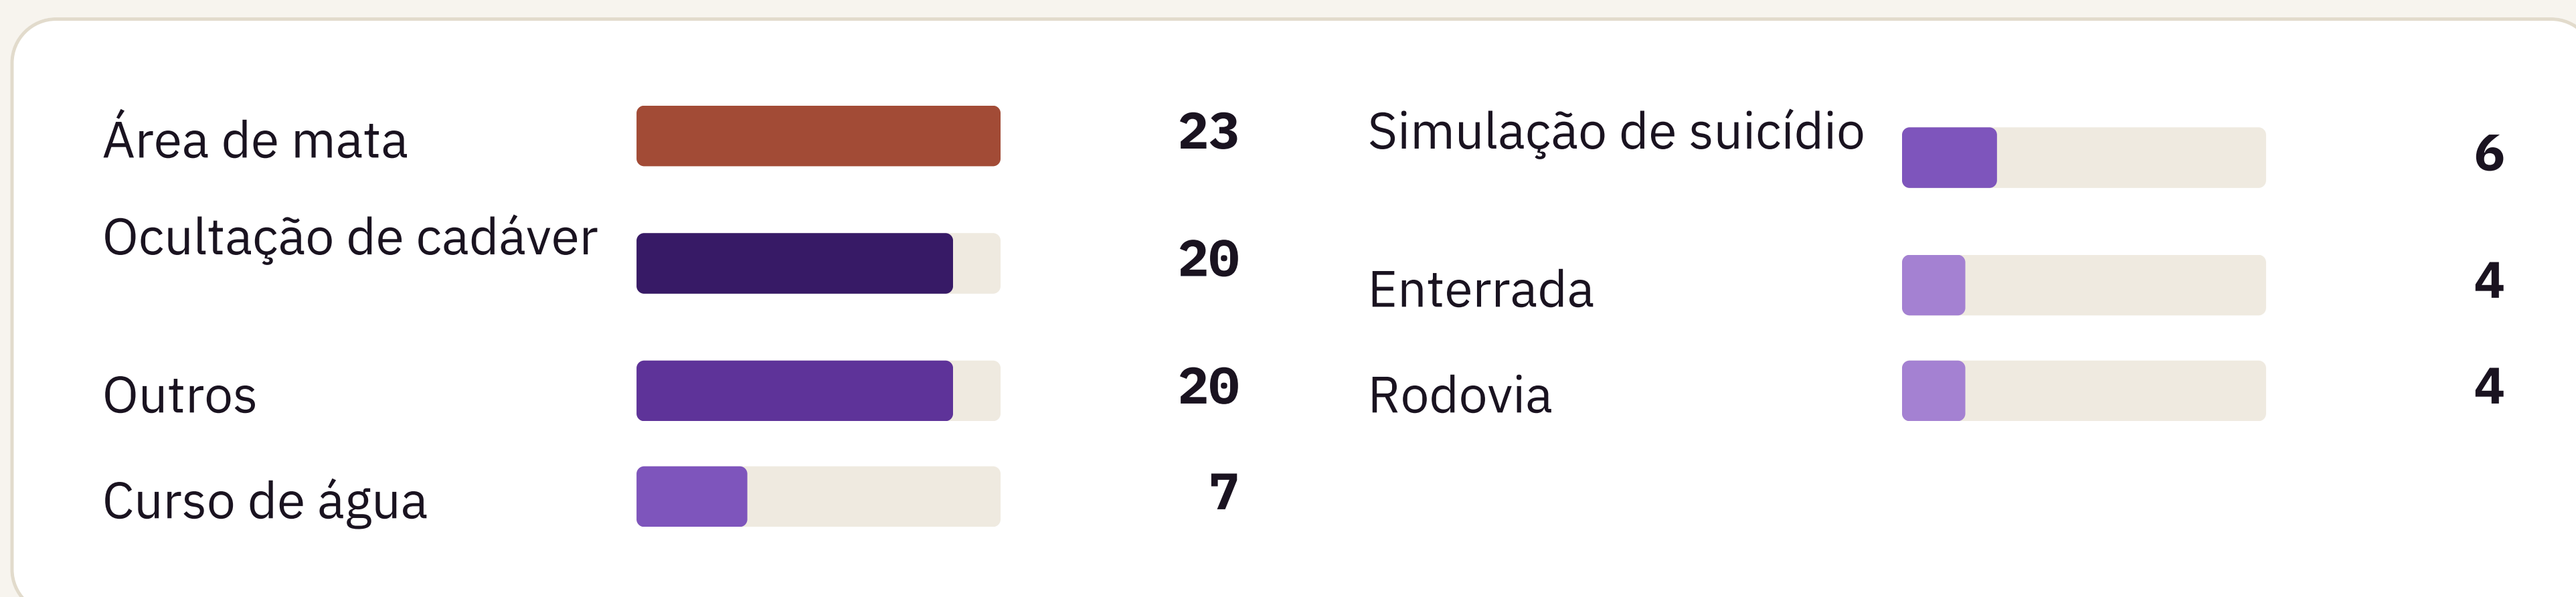 Área de mata 23
Ocultação de cadáver 20
Outros 20
Curso de água 7
Simulação de suicídio 6
Enterrada 4
Rodovia 4